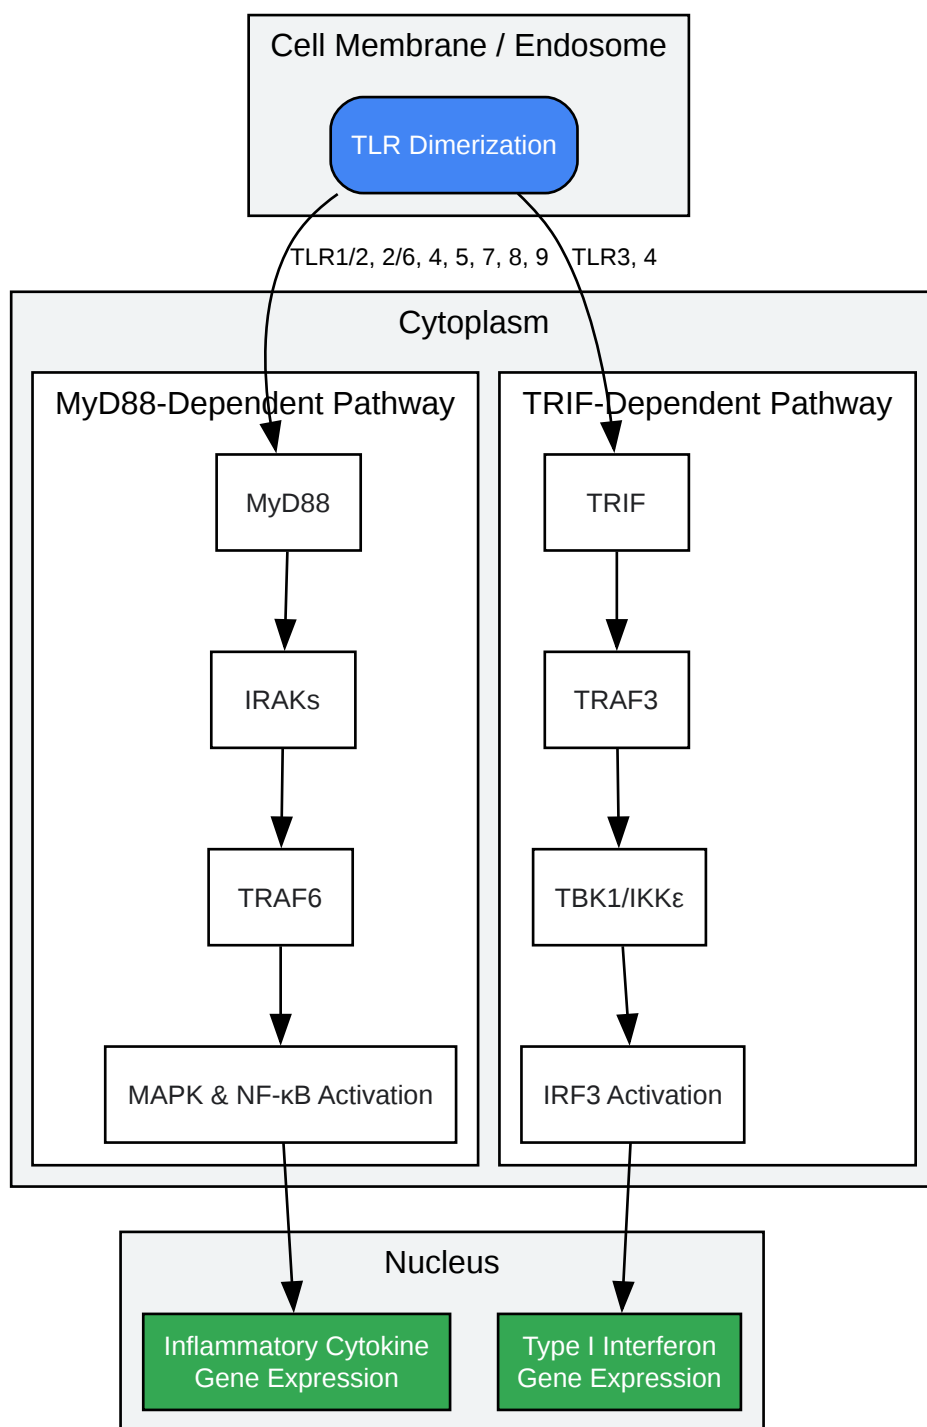 Cell Membrane / Endosome
TLR Dimerization
TLR1/2, 2/6, 4, 5, 7, 8, 9
TLR3, 4
Cytoplasm
MyD88-Dependent Pathway
MyD88
IRAKs
TRAF6
MAPK & NF-κB Activation
TRIF-Dependent Pathway
TRIF
TRAF3
TBK1/IKKε
IRF3 Activation
Nucleus
Inflammatory Cytokine
Gene Expression
Type I Interferon
Gene Expression